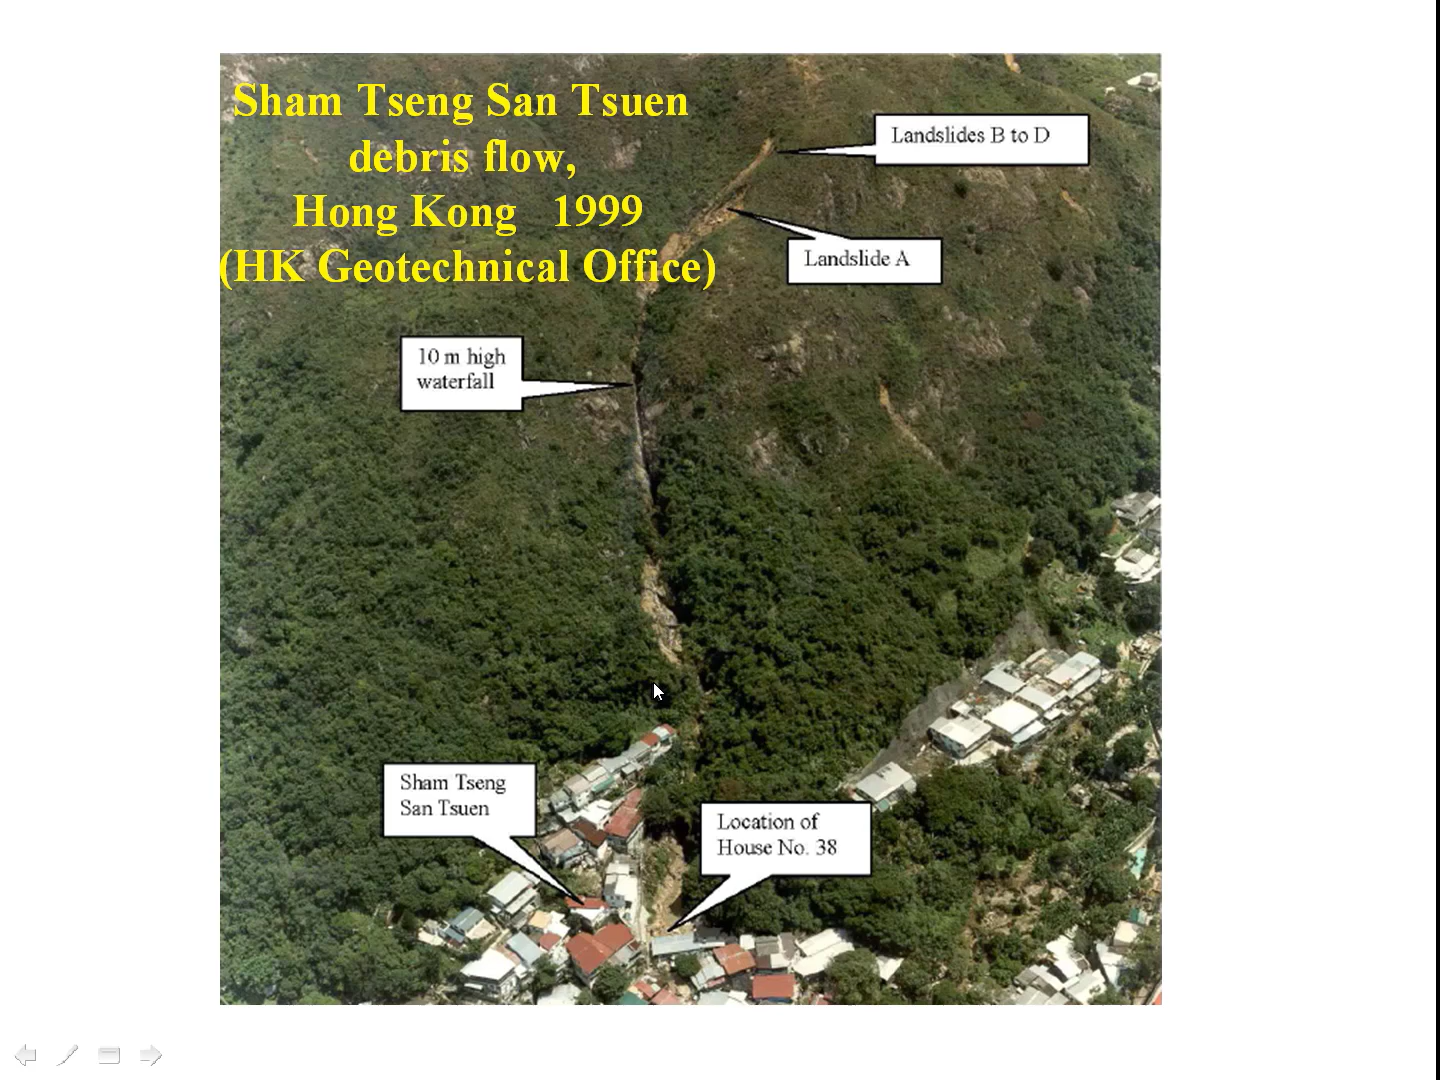 Sham Tseng San Tsuen
debris flow,
Hong Kong 1999
(HK Geotechnical Office)
Landslides B to D
Landslide A
10 m high
waterfall
Sham Tseng
San Tsuen
Location of
House No. 38